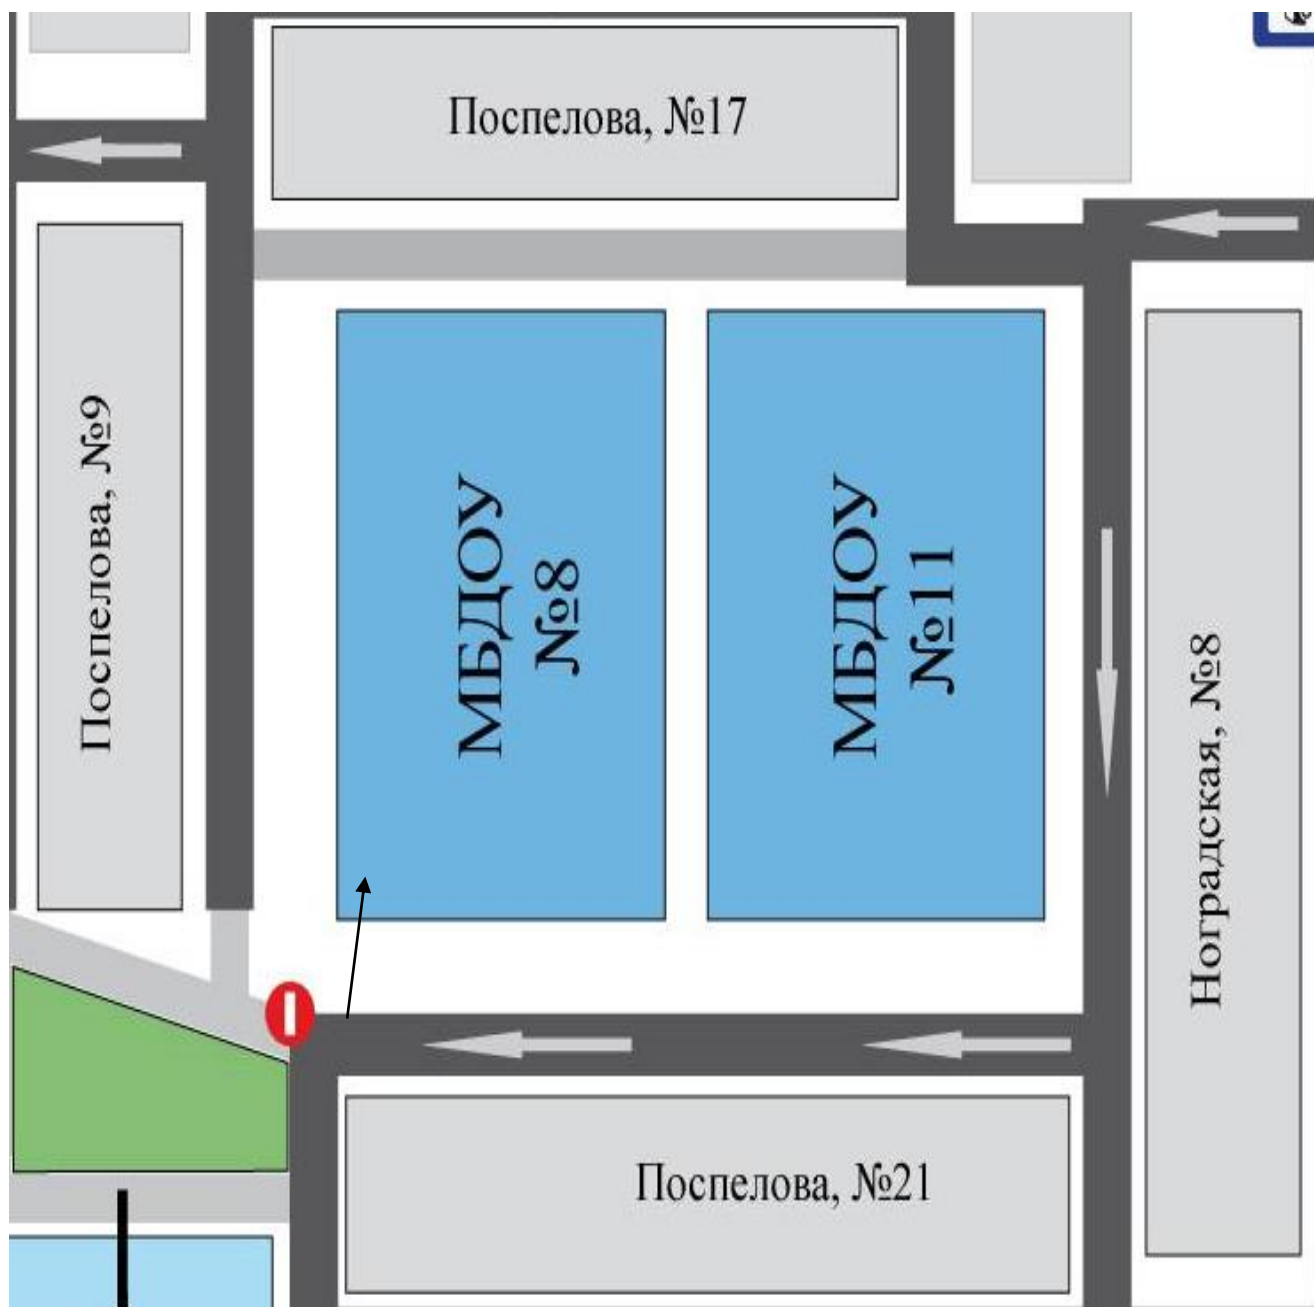 Поспелова, №17
Поспелова, №9
МБДОУ
№8
МБДОУ
№11
Ноградская, №8
Поспелова, №21